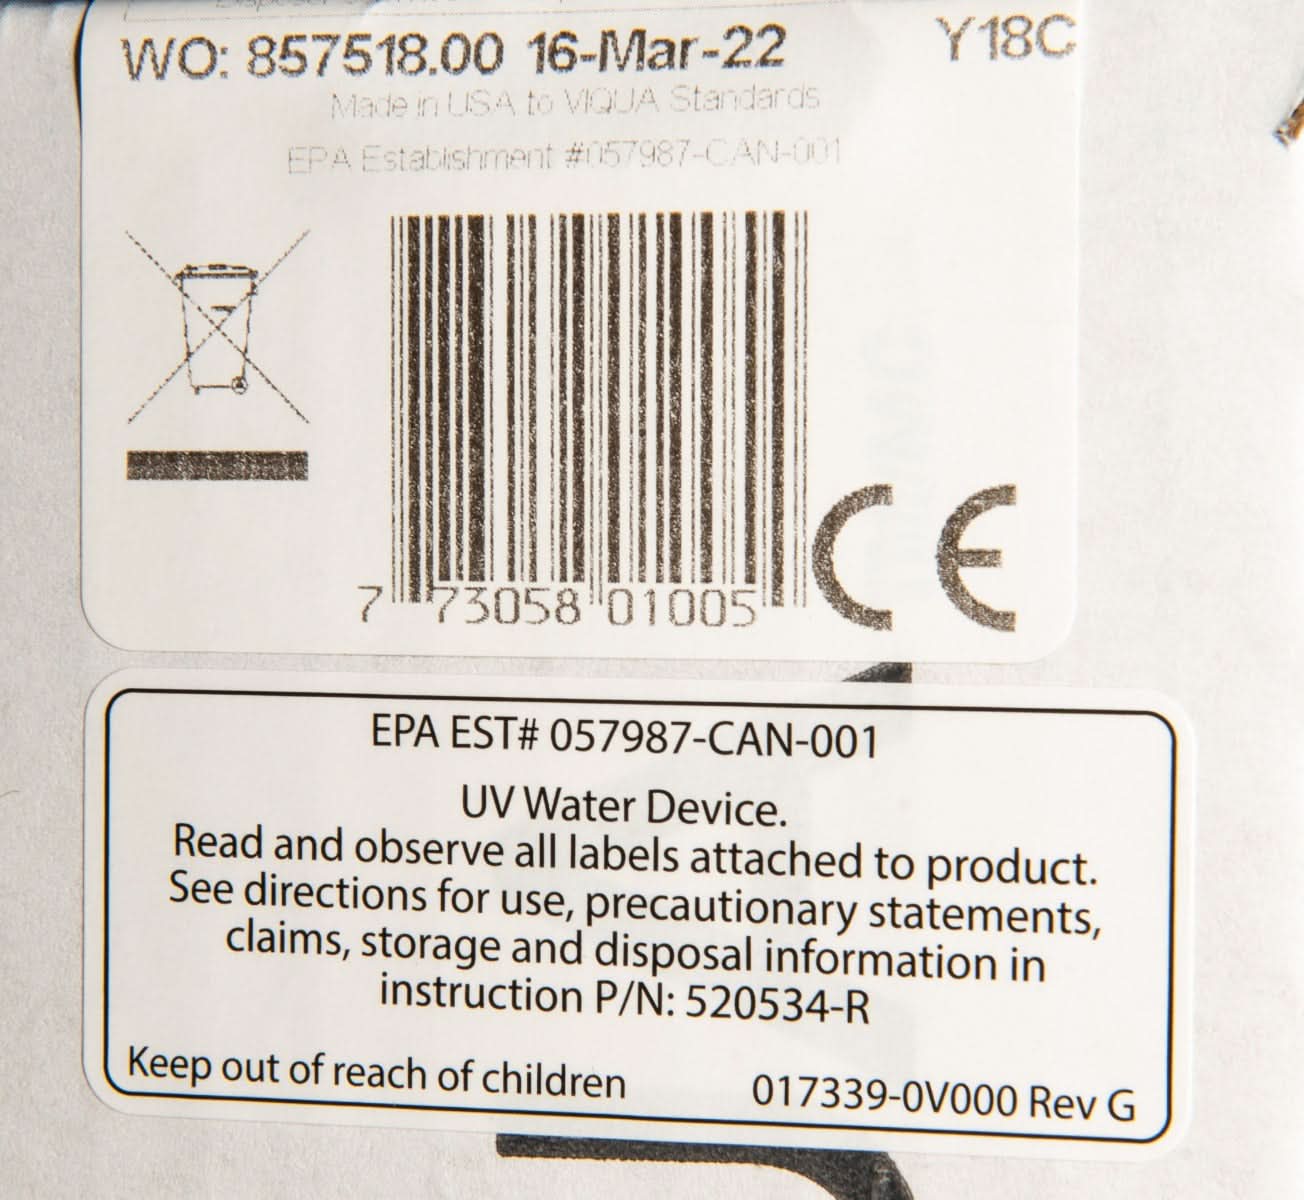 WO: 857518.00 16-Mar-22 Y18C
Made in USA to VIQUA Standards
EPA Establishment #057987-CAN-001
7 73058 01005
CE
EPA EST# 057987-CAN-001
UV Water Device.
Read and observe all labels attached to product.
See directions for use, precautionary statements,
claims, storage and disposal information in
instruction P/N: 520534-R
Keep out of reach of children 017339-0V000 Rev G